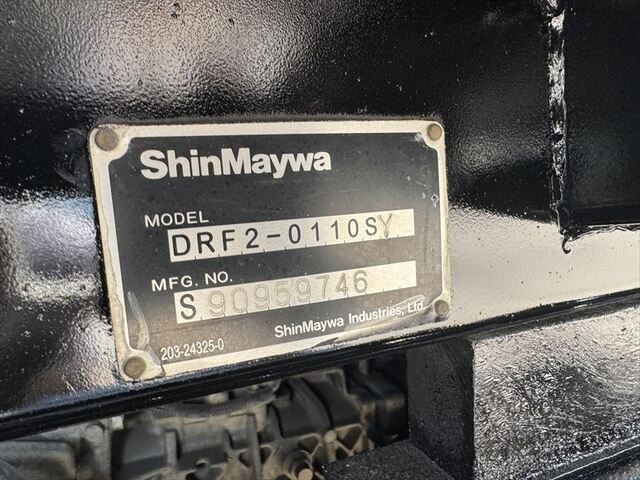 ShinMaywa
MODEL
DRF2-0110SY
MFG. NO.
S 90959746
ShinMaywa Industries, Ltd.
203-24325-0